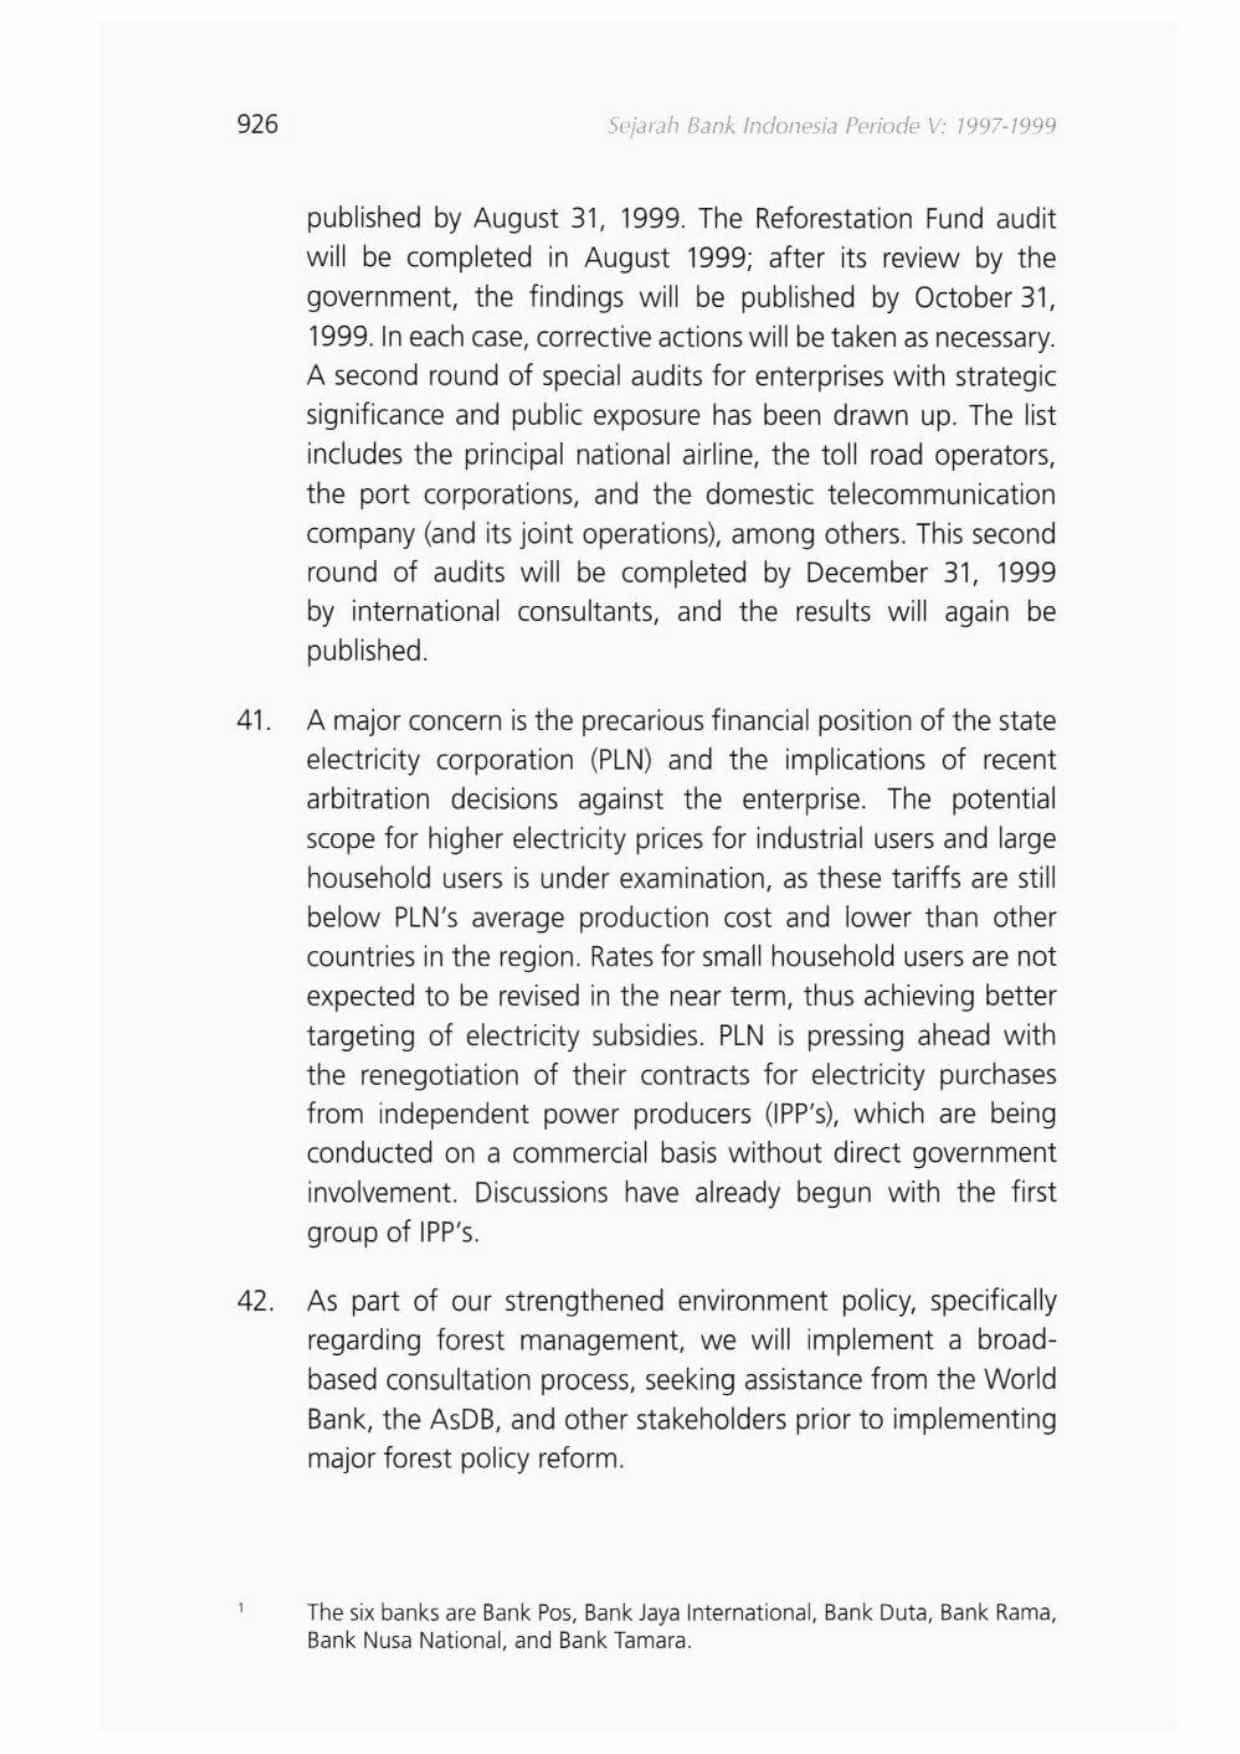 926 Sejarah Bank Indonesia Periode V: 1997-1999
published by August 31, 1999. The Reforestation Fund audit
will be completed in August 1999; after its review by the
government, the findings will be published by October 31,
1999. In each case, corrective actions will be taken as necessary.
A second round of special audits for enterprises with strategic
significance and public exposure has been drawn up. The list
includes the principal national airline, the toll road operators,
the port corporations, and the domestic telecommunication
company (and its joint operations), among others. This second
round of audits will be completed by December 31, 1999
by international consultants, and the results will again be
published.
41. A major concern is the precarious financial position of the state
electricity corporation (PLN) and the implications of recent
arbitration decisions against the enterprise. The potential
scope for higher electricity prices for industrial users and large
household users is under examination, as these tariffs are still
below PLN's average production cost and lower than other
countries in the region. Rates for small household users are not
expected to be revised in the near term, thus achieving better
targeting of electricity subsidies. PLN is pressing ahead with
the renegotiation of their contracts for electricity purchases
from independent power producers (IPP's), which are being
conducted on a commercial basis without direct government
involvement. Discussions have already begun with the first
group of IPP's.
42. As part of our strengthened environment policy, specifically
regarding forest management, we will implement a broad-
based consultation process, seeking assistance from the World
Bank, the AsDB, and other stakeholders prior to implementing
major forest policy reform.
1 The six banks are Bank Pos, Bank Jaya International, Bank Duta, Bank Rama,
Bank Nusa National, and Bank Tamara.